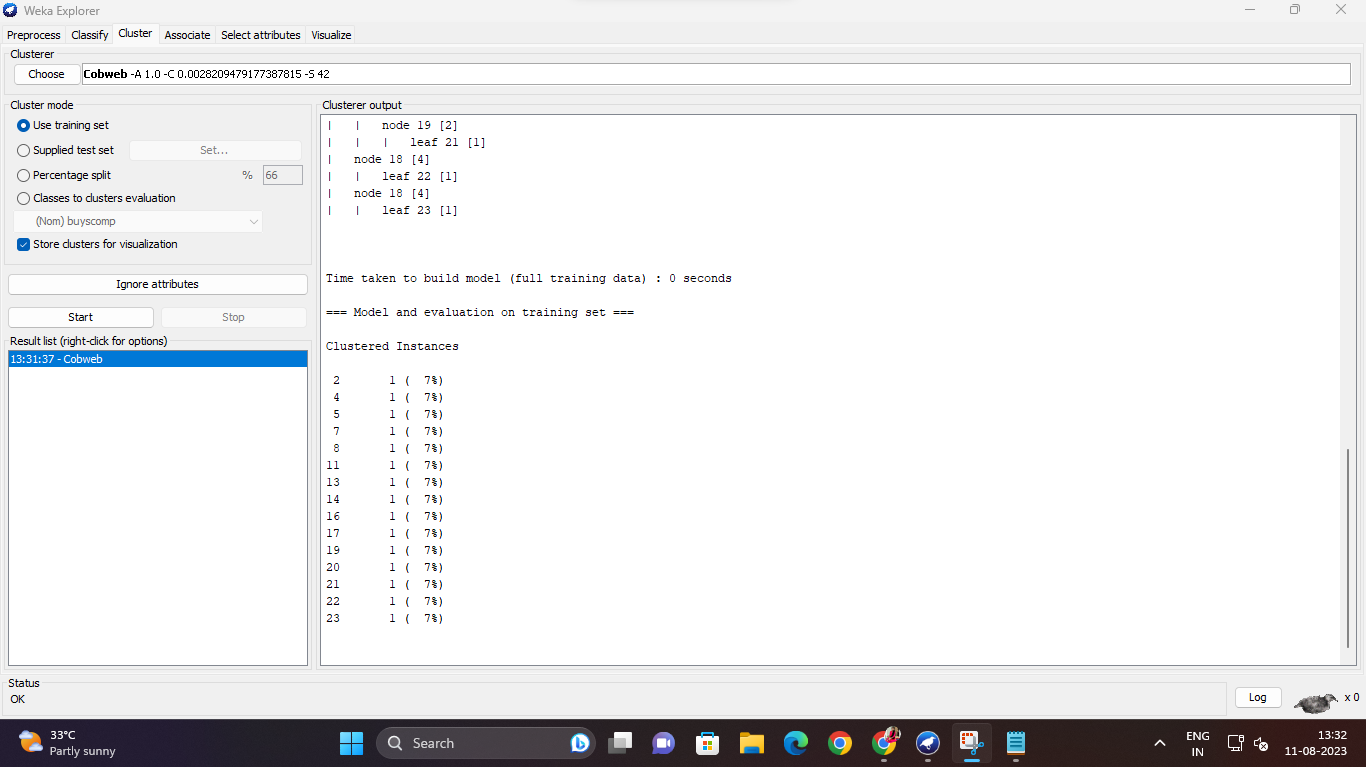 Weka Explorer
Preprocess Classify Cluster Associate Select attributes Visualize
Clusterer
Choose Cobweb -A 1.0 -C 0.0028209479177387815 -S 42
Cluster mode
Use training set
Supplied test set Set...
Percentage split % 66
Classes to clusters evaluation
(Nom) buyscomp
Store clusters for visualization
Ignore attributes
Start Stop
Result list (right-click for options)
13:31:37 - Cobweb
Clusterer output
| | node 19 [2]
| | | leaf 21 [1]
| node 18 [4]
| | leaf 22 [1]
| node 18 [4]
| | leaf 23 [1]
Time taken to build model (full training data) : 0 seconds
=== Model and evaluation on training set ===
Clustered Instances
2 1 ( 7%)
4 1 ( 7%)
5 1 ( 7%)
7 1 ( 7%)
8 1 ( 7%)
11 1 ( 7%)
13 1 ( 7%)
14 1 ( 7%)
16 1 ( 7%)
17 1 ( 7%)
19 1 ( 7%)
20 1 ( 7%)
21 1 ( 7%)
22 1 ( 7%)
23 1 ( 7%)
Status
OK
Log x 0
33°C
Partly sunny
Search
ENG
IN
13:32
11-08-2023